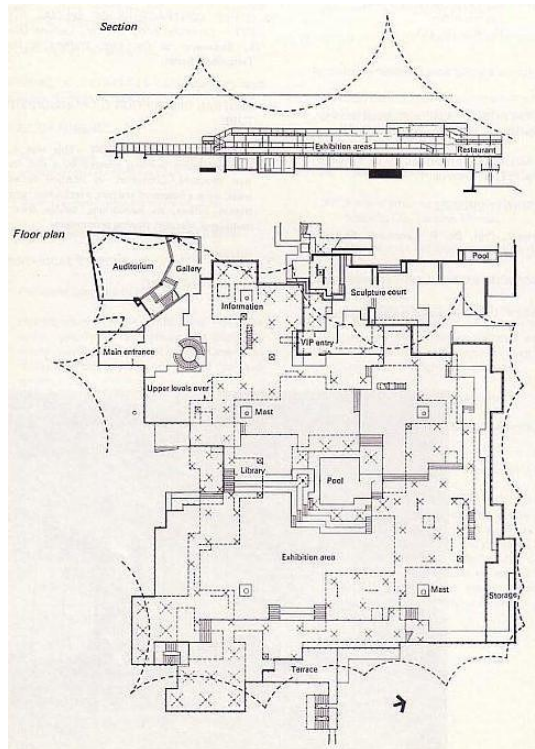 Section
Exhibition areas
Restaurant
Floor plan
Auditorium
Gallery
Pool
Information
Sculpture court
Main entrance
VIP entry
Upper levels over
Mast
Library
Pool
Exhibition area
Mast
Storage
Terrace